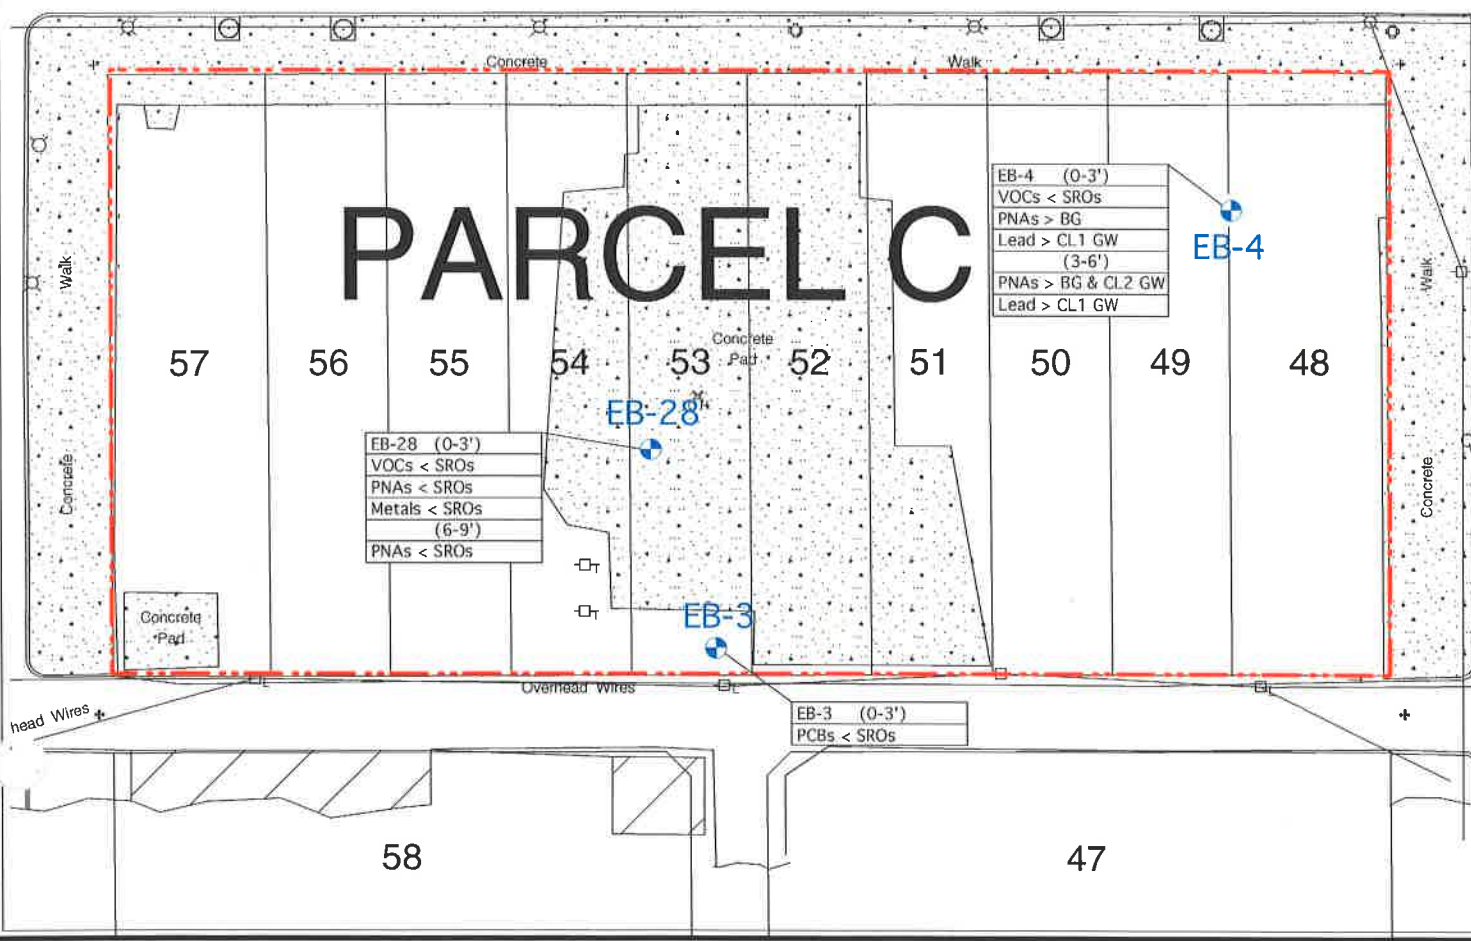 Concrete Walk
EB-4 (0-3')
VOCs < SROs
PNAs > BG
Lead > CL1 GW
(3-6')
PNAs > BG & CL2 GW
Lead > CL1 GW
EB-4
PARCEL C
Walk
Walk
Concrete
Pad
57 56 55 54 53 52 51 50 49 48
EB-28
EB-28 (0-3')
VOCs < SROs
PNAs < SROs
Metals < SROs
(6-9')
PNAs < SROs
Concrete
Concrete
T
T
EB-3
Concrete
Pad
Overhead Wires
head Wires
EB-3 (0-3')
PCBs < SROs
58 47